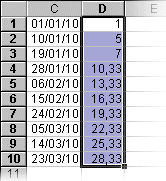 C D E
1 01/01/10 1
2 10/01/10 5
3 19/01/10 7
4 28/01/10 10,33
5 06/02/10 13,33
6 15/02/10 16,33
7 24/02/10 19,33
8 05/03/10 22,33
9 14/03/10 25,33
10 23/03/10 28,33
11